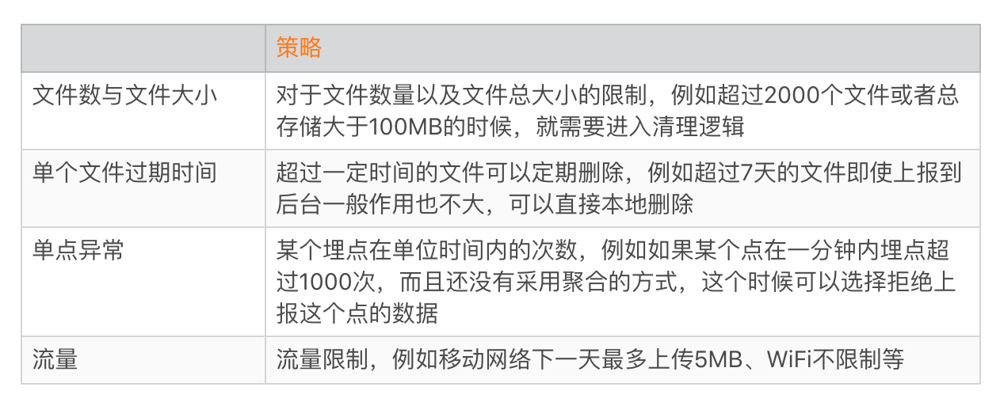 策略
文件数与文件大小
对于文件数量以及文件总大小的限制，例如超过2000个文件或者总
存储大于100MB的时候，就需要进入清理逻辑
单个文件过期时间
超过一定时间的文件可以定期删除，例如超过7天的文件即使上报到
后台一般作用也不大，可以直接本地删除
单点异常
某个埋点在单位时间内的次数，例如如果某个点在一分钟内埋点超
过1000次，而且还没有采用聚合的方式，这个时候可以选择拒绝上
报这个点的数据
流量
流量限制，例如移动网络下一天最多上传5MB、WiFi不限制等